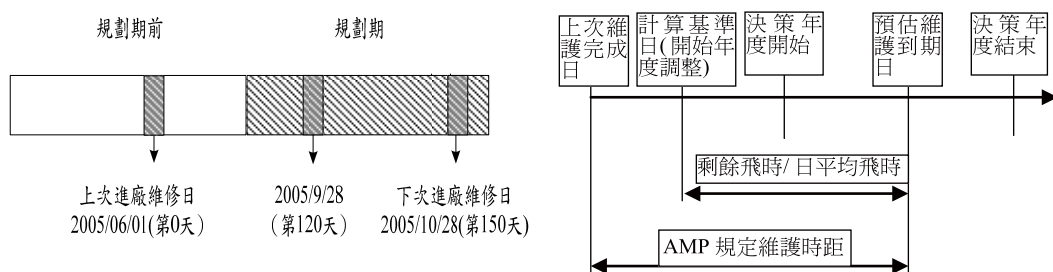 規劃期前
規劃期
上次進廠維修日
2005/06/01(第0天)
2005/9/28
(第120天)
下次進廠維修日
2005/10/28(第150天)
上次維
護完成
日
計算基準
日(開始年
度調整)
決策年
度開始
預估維
護到期
日
決策年
度結束
剩餘飛時/日平均飛時
AMP 規定維護時距